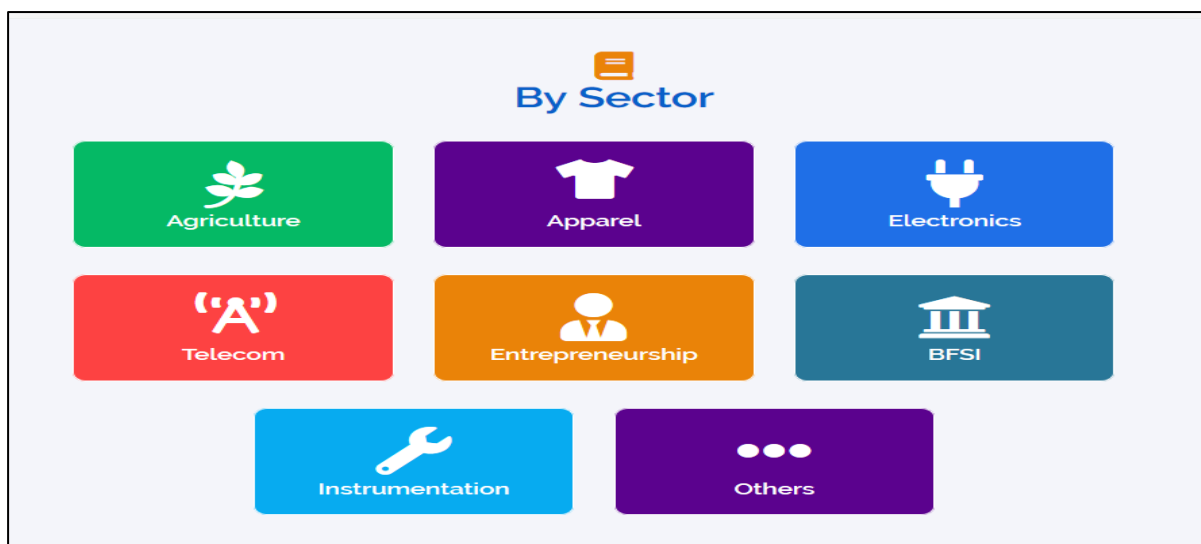 By Sector
Agriculture
Apparel
Electronics
Telecom
Entrepreneurship
BFSI
Instrumentation
Others